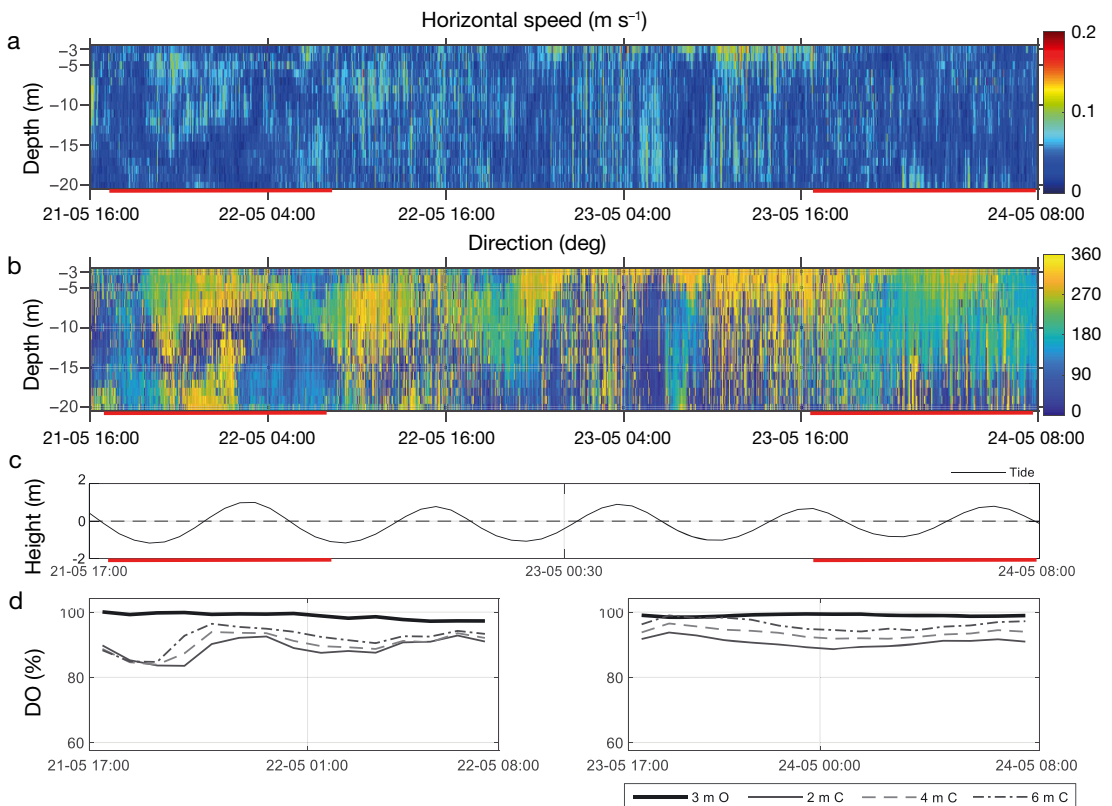 Horizontal speed (m s⁻¹)
a
Depth (m)
−3
−5
−10
−15
−20
0.2
0.1
0
21-05 16:00 22-05 04:00 22-05 16:00 23-05 04:00 23-05 16:00 24-05 08:00
Direction (deg)
b
Depth (m)
−3
−5
−10
−15
−20
360
270
180
90
0
21-05 16:00 22-05 04:00 22-05 16:00 23-05 04:00 23-05 16:00 24-05 08:00
c
Tide
Height (m)
2
0
-2
21-05 17:00 23-05 00:30 24-05 08:00
d
DO (%)
100
80
60
21-05 17:00 22-05 01:00 22-05 08:00
100
80
60
23-05 17:00 24-05 00:00 24-05 08:00
3 m O 2 m C 4 m C 6 m C